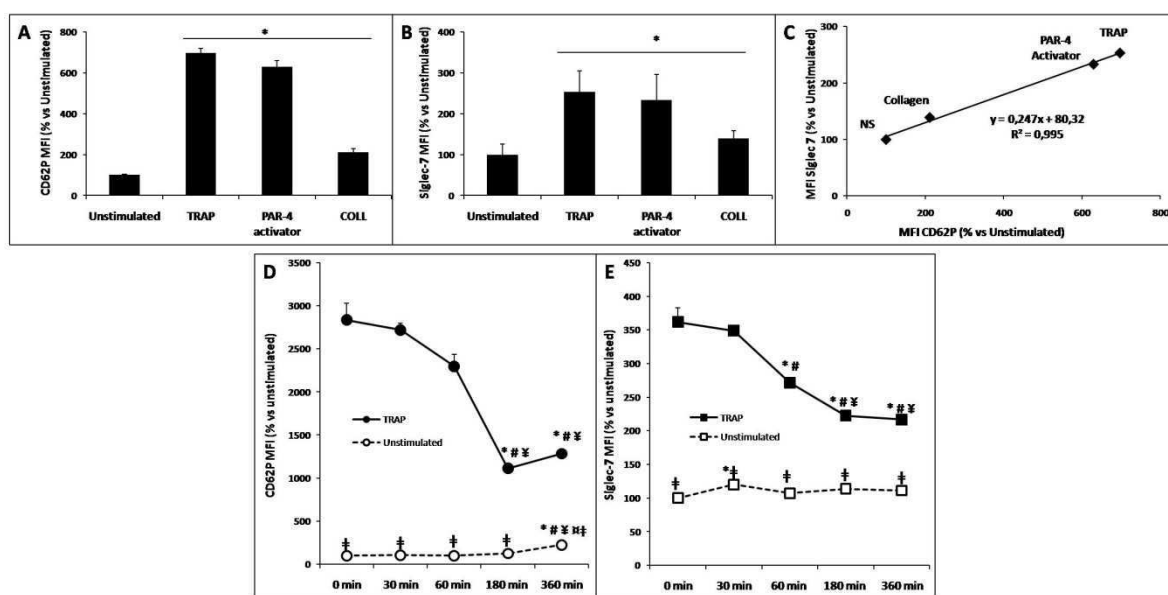 A
CD62P MFI (% vs Unstimulated)
800
600
400
200
0
*
Unstimulated TRAP PAR-4 activator COLL
B
Siglec-7 MFI (% vs Unstimulated)
400
300
200
100
0
*
Unstimulated TRAP PAR-4 activator COLL
C
MFI Siglec 7 (% vs Unstimulated)
300
250
200
150
100
50
0
NS
Collagen
PAR-4 Activator
TRAP
y = 0,247x + 80,32
R² = 0,995
0 200 400 600 800
MFI CD62P (% vs Unstimulated)
D
CD62P MFI (% vs unstimulated)
3500
3000
2500
2000
1500
1000
500
0
TRAP
Unstimulated
* # ¥
* # ¥
ǂ ǂ ǂ ǂ * # ¥ ¤ ǂ
0 min 30 min 60 min 180 min 360 min
E
Siglec-7 MFI (% vs unstimulated)
450
400
350
300
250
200
150
100
50
0
* #
* # ¥
* # ¥
TRAP
Unstimulated
ǂ * ǂ ǂ ǂ ǂ
0 min 30 min 60 min 180 min 360 min